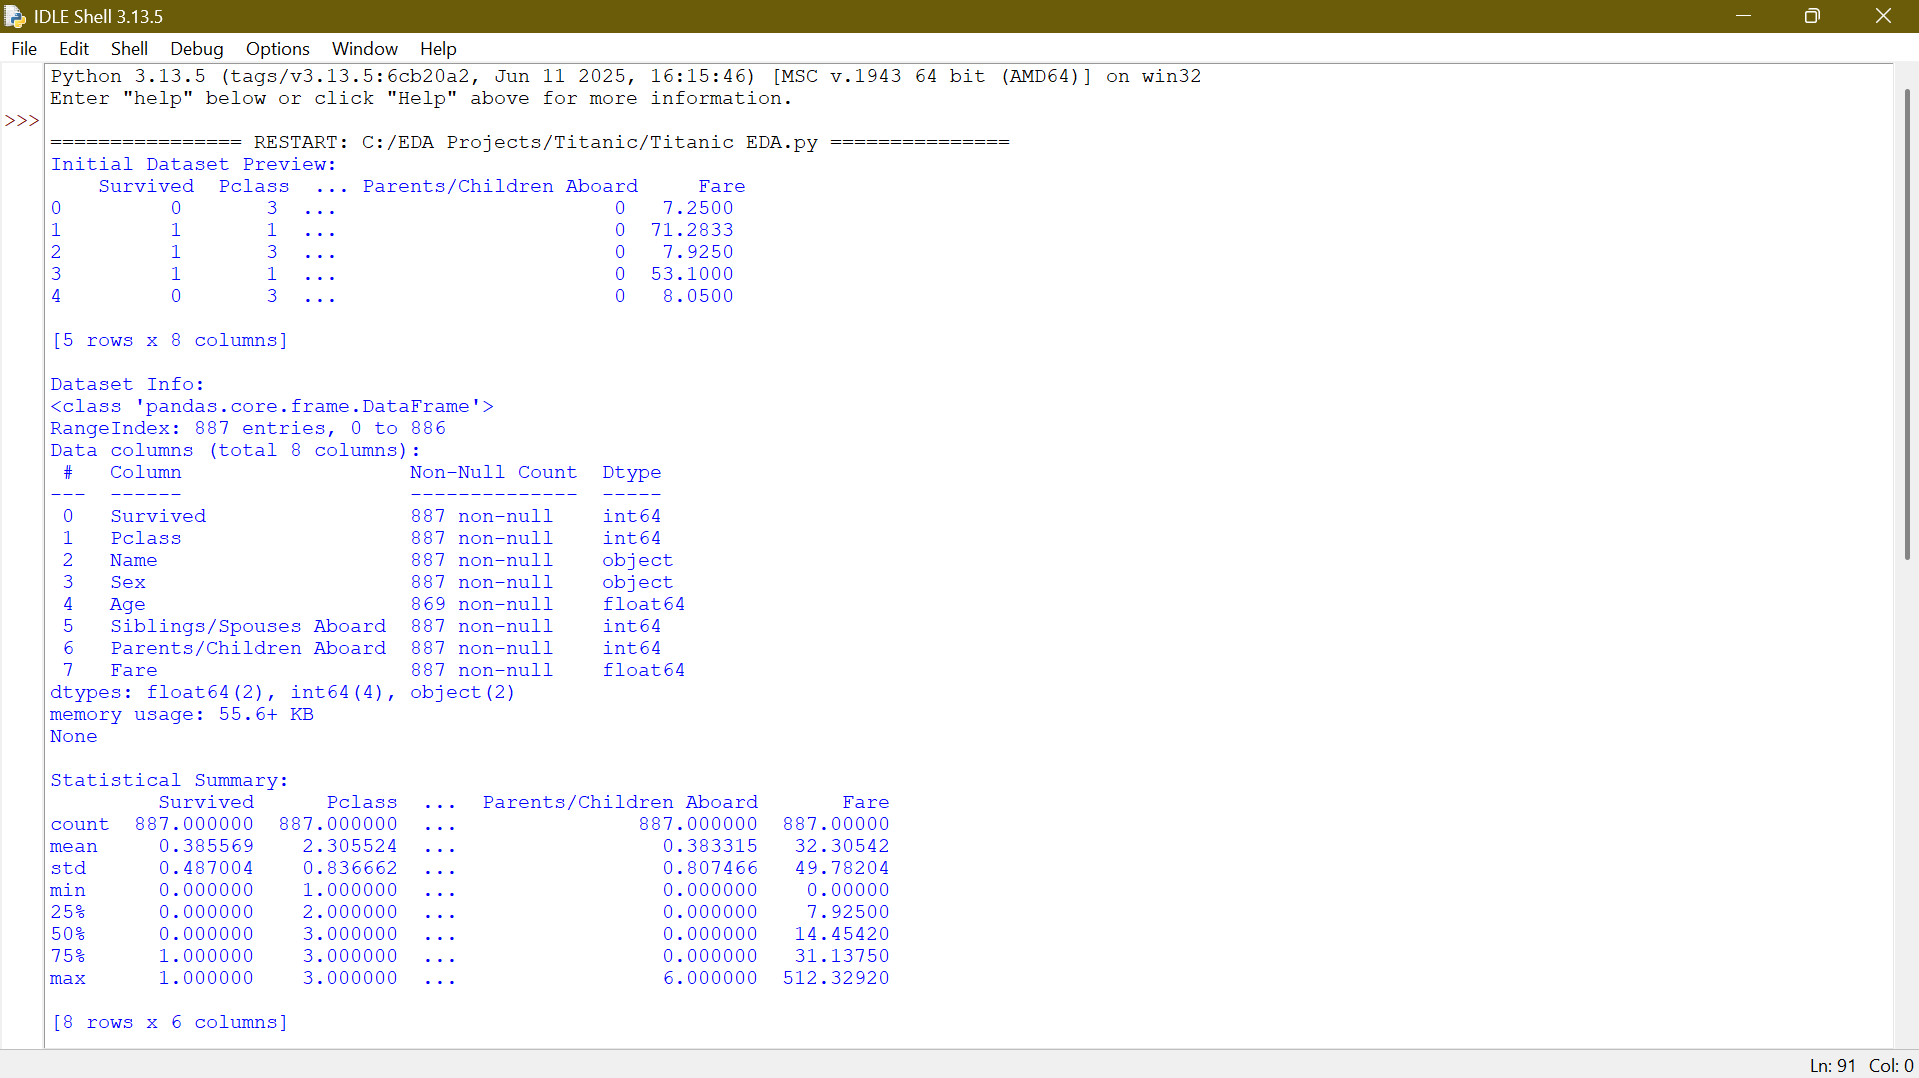 IDLE Shell 3.13.5
File Edit Shell Debug Options Window Help
Python 3.13.5 (tags/v3.13.5:6cb20a2, Jun 11 2025, 16:15:46) [MSC v.1943 64 bit (AMD64)] on win32
Enter "help" below or click "Help" above for more information.
>>>
================ RESTART: C:/EDA Projects/Titanic/Titanic EDA.py ===============
Initial Dataset Preview:
    Survived  Pclass  ... Parents/Children Aboard     Fare
0         0       3  ...                       0   7.2500
1         1       1  ...                       0  71.2833
2         1       3  ...                       0   7.9250
3         1       1  ...                       0  53.1000
4         0       3  ...                       0   8.0500
[5 rows x 8 columns]
Dataset Info:
<class 'pandas.core.frame.DataFrame'>
RangeIndex: 887 entries, 0 to 886
Data columns (total 8 columns):
 #   Column                   Non-Null Count  Dtype
---  ------                   --------------  -----
 0   Survived                 887 non-null    int64
 1   Pclass                   887 non-null    int64
 2   Name                     887 non-null    object
 3   Sex                      887 non-null    object
 4   Age                      869 non-null    float64
 5   Siblings/Spouses Aboard  887 non-null    int64
 6   Parents/Children Aboard  887 non-null    int64
 7   Fare                     887 non-null    float64
dtypes: float64(2), int64(4), object(2)
memory usage: 55.6+ KB
None
Statistical Summary:
         Survived      Pclass  ...  Parents/Children Aboard       Fare
count  887.000000  887.000000  ...               887.000000  887.00000
mean     0.385569    2.305524  ...                 0.383315   32.30542
std      0.487004    0.836662  ...                 0.807466   49.78204
min      0.000000    1.000000  ...                 0.000000    0.00000
25%      0.000000    2.000000  ...                 0.000000    7.92500
50%      0.000000    3.000000  ...                 0.000000   14.45420
75%      1.000000    3.000000  ...                 0.000000   31.13750
max      1.000000    3.000000  ...                 6.000000  512.32920
[8 rows x 6 columns]
Ln: 91 Col: 0